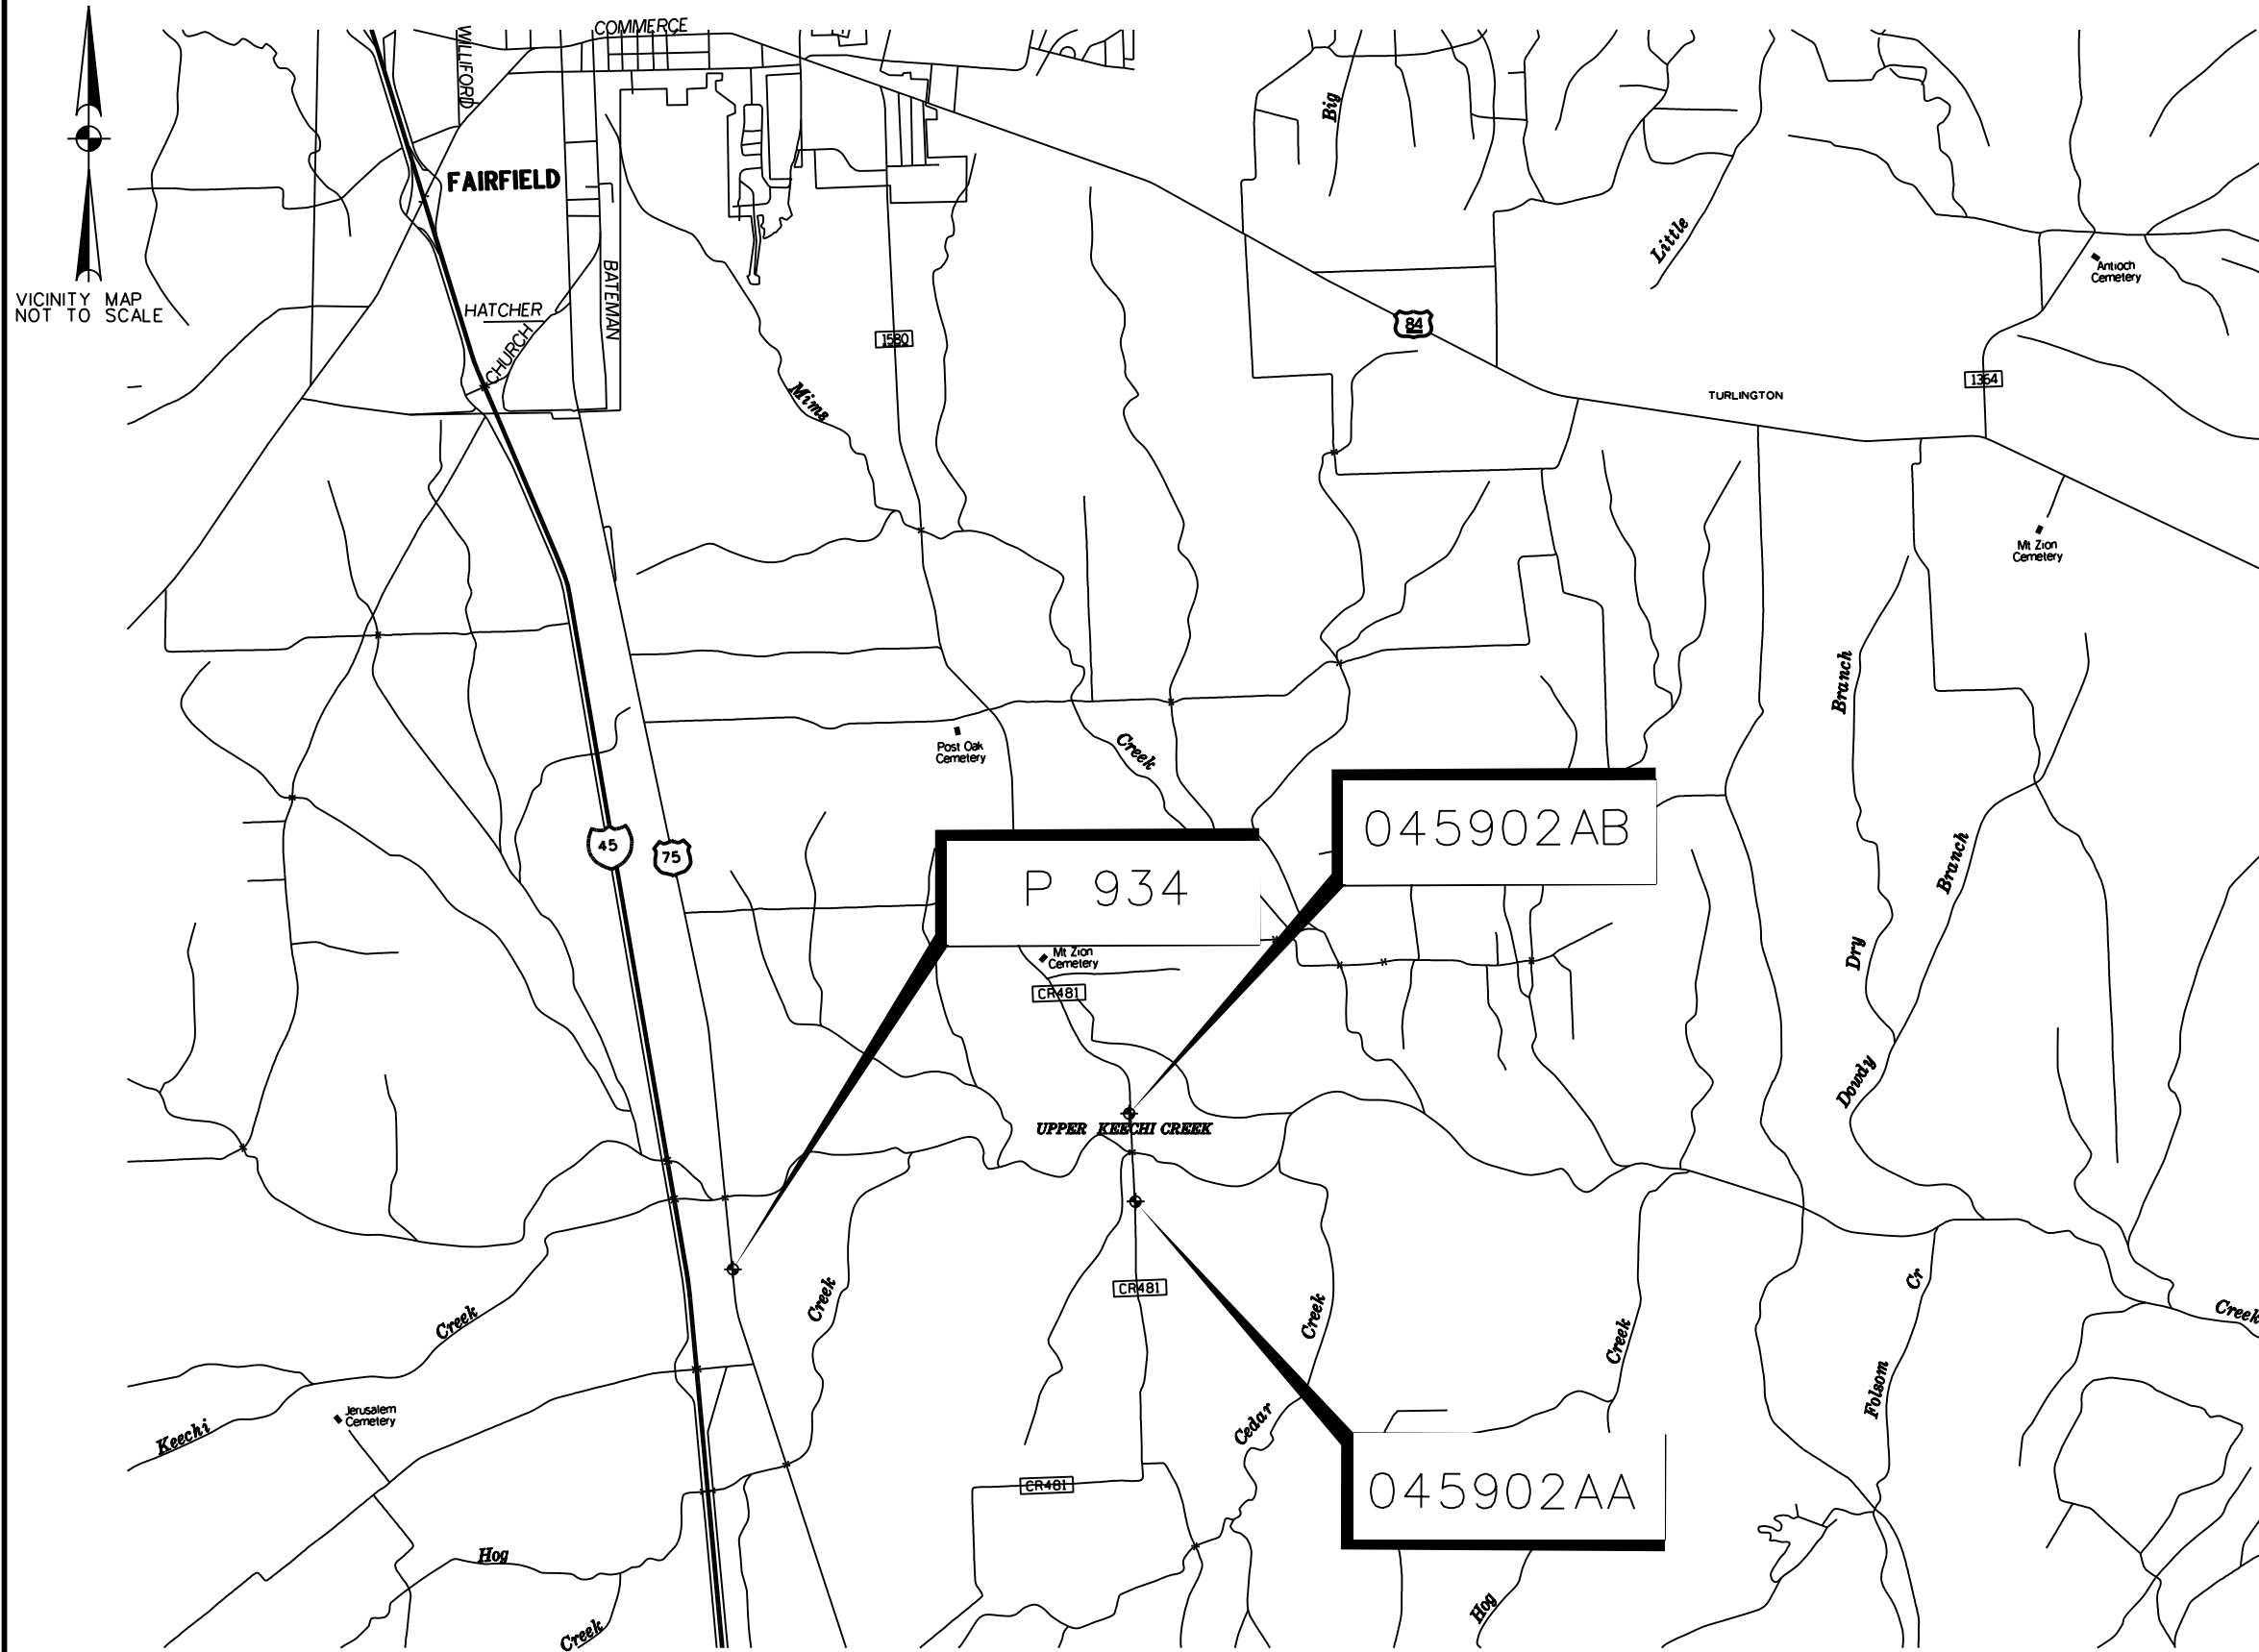 COMMERCE
WILLIFORD
FAIRFIELD
Big
Little
Antioch
Cemetery
VICINITY MAP
NOT TO SCALE
HATCHER
BATEMAN
CHURCH
1580
84
1364
TURLINGTON
Mims
Mt Zion
Cemetery
Branch
Post Oak
Cemetery
Creek
045902AB
45
75
P 934
Branch
Dry
Mt Zion
Cemetery
CR481
Dowdy
UPPER KEECHI CREEK
CR481
Creek
Creek
Creek
Creek
Cr
Creek
Folsom
Jerusalem
Cemetery
Keechi
Cedar
CR481
045902AA
Hog
Hog
Creek